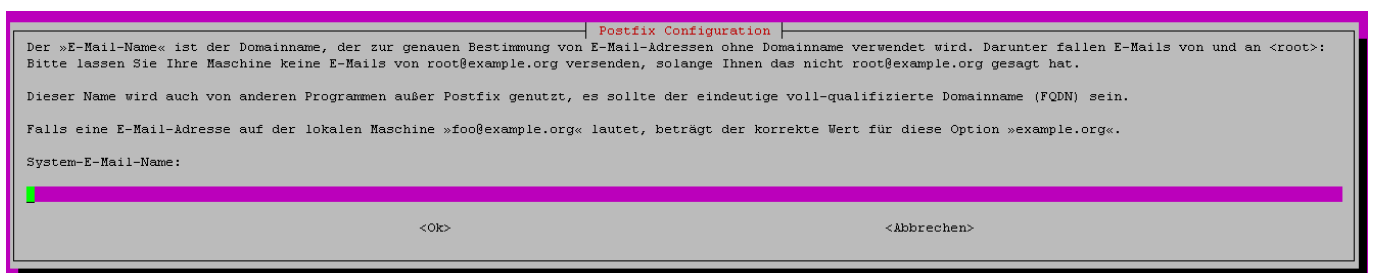 Postfix Configuration
Der »E-Mail-Name« ist der Domainname, der zur genauen Bestimmung von E-Mail-Adressen ohne Domainname verwendet wird. Darunter fallen E-Mails von und an <root>:
Bitte lassen Sie Ihre Maschine keine E-Mails von root@example.org versenden, solange Ihnen das nicht root@example.org gesagt hat.
Dieser Name wird auch von anderen Programmen außer Postfix genutzt, es sollte der eindeutige voll-qualifizierte Domainname (FQDN) sein.
Falls eine E-Mail-Adresse auf der lokalen Maschine »foo@example.org« lautet, beträgt der korrekte Wert für diese Option »example.org«.
System-E-Mail-Name:
<Ok> <Abbrechen>